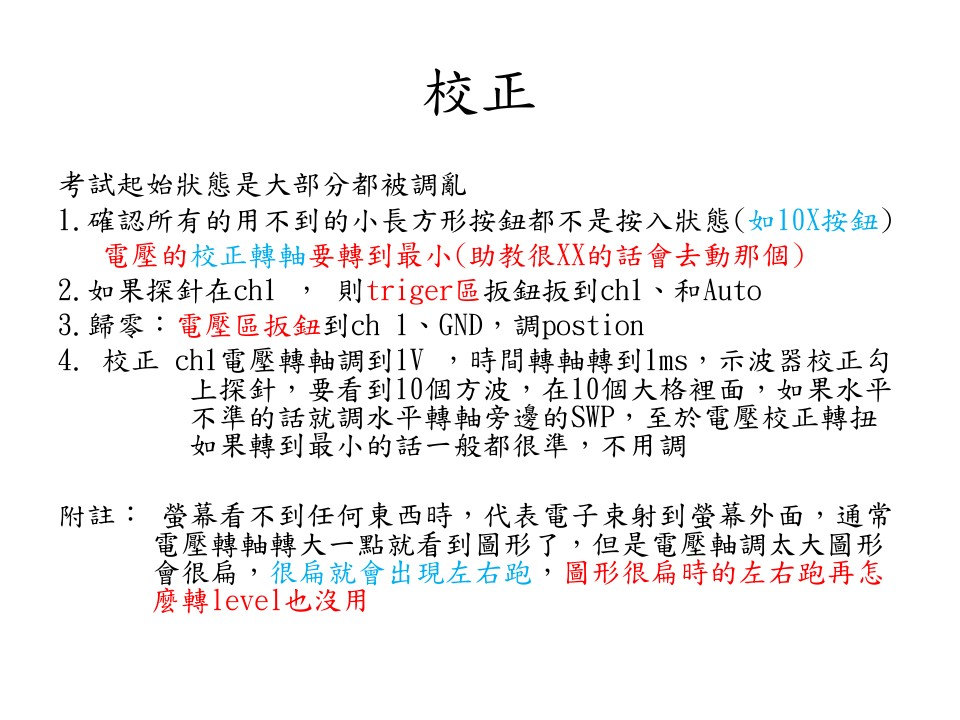 校正
考試起始狀態是大部分都被調亂
1.確認所有的用不到的小長方形按鈕都不是按入狀態(如10X按鈕)
電壓的校正轉軸要轉到最小(助教很XX的話會去動那個)
2.如果探針在ch1 , 則triger區扳鈕扳到ch1、和Auto
3.歸零：電壓區扳鈕到ch 1、GND，調postion
4. 校正 ch1電壓轉軸調到1V ，時間轉軸轉到1ms，示波器校正勾
上探針，要看到10個方波，在10個大格裡面，如果水平
不準的話就調水平轉軸旁邊的SWP，至於電壓校正轉扭
如果轉到最小的話一般都很準，不用調
附註： 螢幕看不到任何東西時，代表電子束射到螢幕外面，通常
電壓轉軸轉大一點就看到圖形了，但是電壓軸調太大圖形
會很扁，很扁就會出現左右跑，圖形很扁時的左右跑再怎
麼轉level也沒用